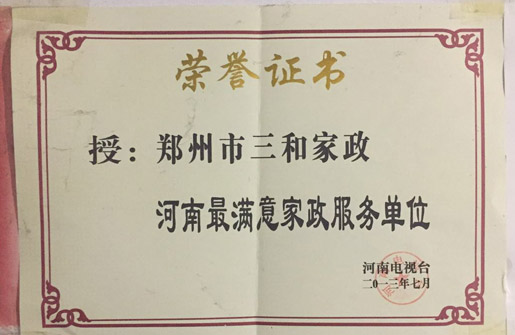 荣誉证书
授：郑州市三和家政
河南最满意家政服务单位
河南电视台
二〇一三年七月